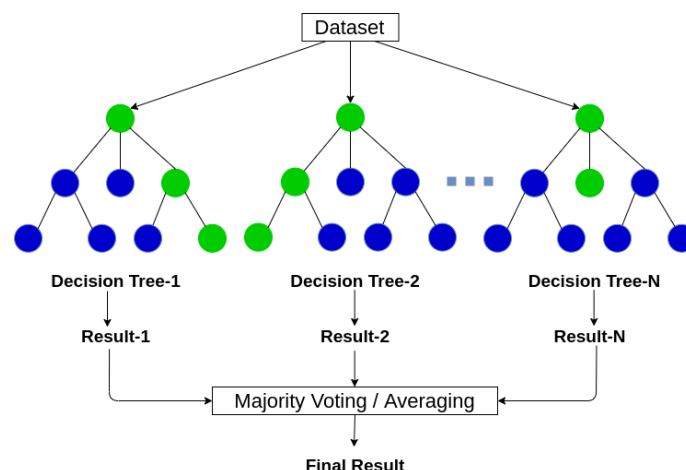 Dataset
Decision Tree-1
Decision Tree-2
Decision Tree-N
Result-1
Result-2
Result-N
Majority Voting / Averaging
Final Result